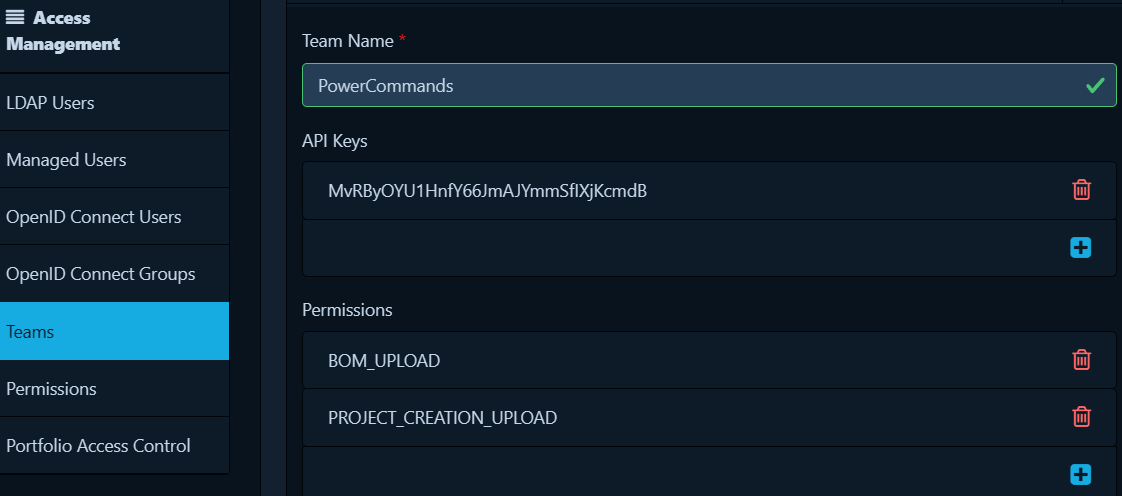 Access
Management
LDAP Users
Managed Users
OpenID Connect Users
OpenID Connect Groups
Teams
Permissions
Portfolio Access Control
Team Name *
PowerCommands
API Keys
MvRByOYU1HnfY66JmAJYmmSfIXjKcmdB
Permissions
BOM_UPLOAD
PROJECT_CREATION_UPLOAD